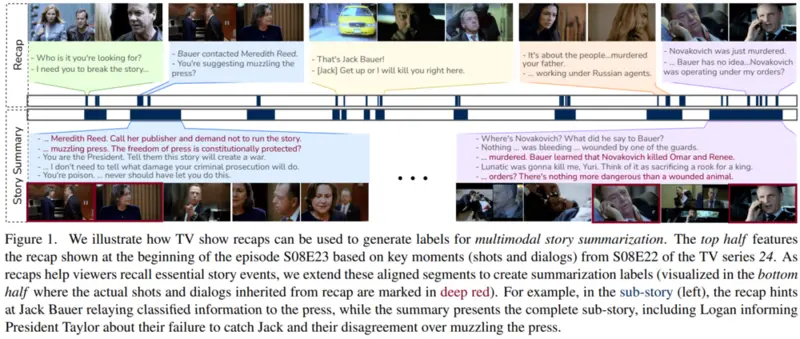 Recap
- Who is it you're looking for?
- I need you to break the story...
- Bauer contacted Meredith Reed.
- You're suggesting muzzling the
press?
- That's Jack Bauer!
- [Jack] Get up or I will kill you right here.
- It's about the people...murdered
your father.
- ... working under Russian agents.
- Novakovich was just murdered.
- ... Bauer has no idea...Novakovich
was operating under my orders?
Story Summary
- ... Meredith Reed. Call her publisher and demand not to run the story.
- ... muzzling press. The freedom of press is constitutionally protected?
- You are the President. Tell them this story will create a war.
- ... I don't need to tell what damage your criminal prosecution will do.
- You're poison. ... never should have let you do this.
• • •
- Where's Novakovich? What did he say to Bauer?
- Nothing ... was bleeding ... wounded by one of the guards.
- ... murdered. Bauer learned that Novakovich killed Omar and Renee.
- Lunatic was gonna kill me, Yuri. Think of it as sacrificing a rook for a king.
- ... orders? There's nothing more dangerous than a wounded animal.
Figure 1. We illustrate how TV show recaps can be used to generate labels for multimodal story summarization. The top half features
the recap shown at the beginning of the episode S08E23 based on key moments (shots and dialogs) from S08E22 of the TV series 24. As
recaps help viewers recall essential story events, we extend these aligned segments to create summarization labels (visualized in the bottom
half where the actual shots and dialogs inherited from recap are marked in deep red). For example, in the sub-story (left), the recap hints
at Jack Bauer relaying classified information to the press, while the summary presents the complete sub-story, including Logan informing
President Taylor about their failure to catch Jack and their disagreement over muzzling the press.